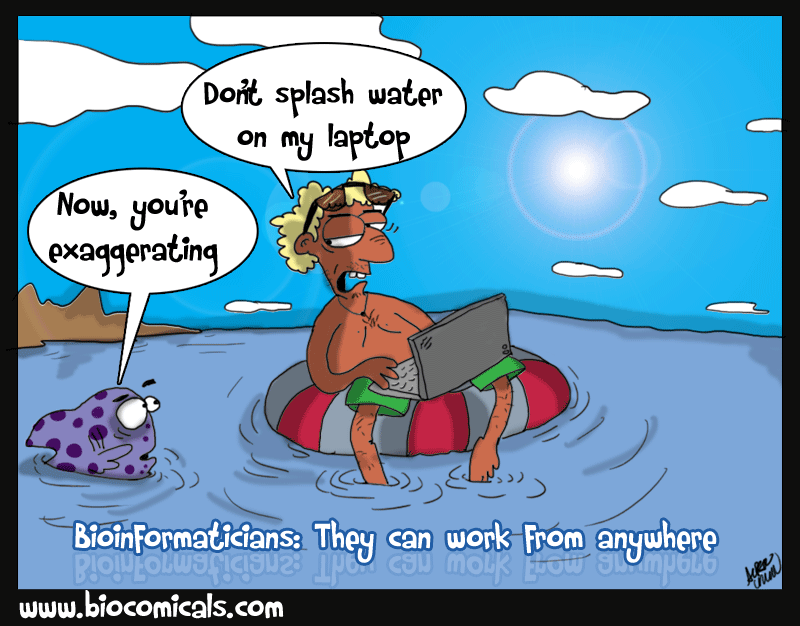 Don't splash water
on my laptop
Now, you're
exaggerating
Bioinformaticians: They can work from anywhere
www.biocomicals.com